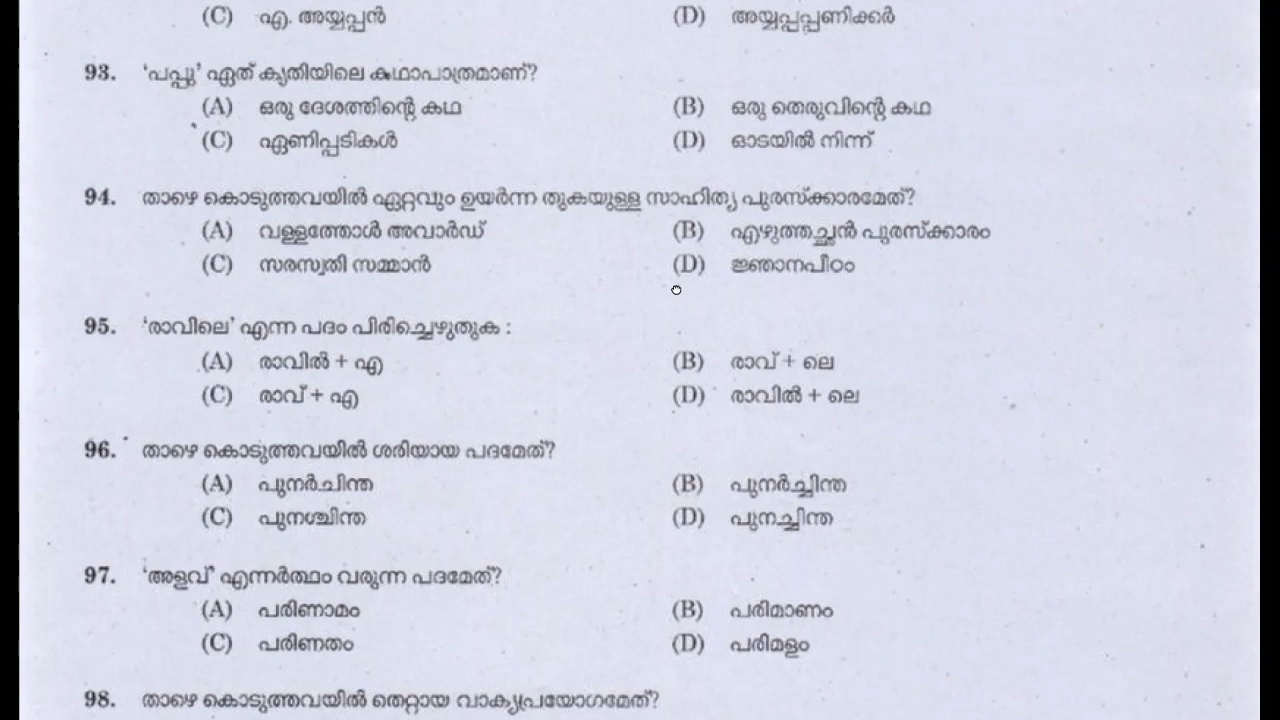 (C) എ. അയ്യപ്പൻ (D) അയ്യപ്പപ്പണിക്കർ
93. 'പപ്പു' ഏത് കൃതിയിലെ കഥാപാത്രമാണ്?
(A) ഒരു ദേശത്തിന്റെ കഥ (B) ഒരു തെരുവിന്റെ കഥ
(C) ഏണിപ്പടികൾ (D) ഓടയിൽ നിന്ന്
94. താഴെ കൊടുത്തവയിൽ ഏറ്റവും ഉയർന്ന തുകയുള്ള സാഹിത്യ പുരസ്ക്കാരമേത്?
(A) വള്ളത്തോൾ അവാർഡ് (B) എഴുത്തച്ഛൻ പുരസ്ക്കാരം
(C) സരസ്വതി സമ്മാൻ (D) ജ്ഞാനപീഠം
95. 'രാവിലെ' എന്ന പദം പിരിച്ചെഴുതുക :
(A) രാവിൽ + എ (B) രാവ് + ലെ
(C) രാവ് + എ (D) രാവിൽ + ലെ
96. താഴെ കൊടുത്തവയിൽ ശരിയായ പദമേത്?
(A) പുനർചിന്ത (B) പുനർച്ചിന്ത
(C) പുനശ്ചിന്ത (D) പുനച്ചിന്ത
97. 'അളവ്' എന്നർത്ഥം വരുന്ന പദമേത്?
(A) പരിണാമം (B) പരിമാണം
(C) പരിണതം (D) പരിമളം
98. താഴെ കൊടുത്തവയിൽ തെറ്റായ വാക്യപ്രയോഗമേത്?